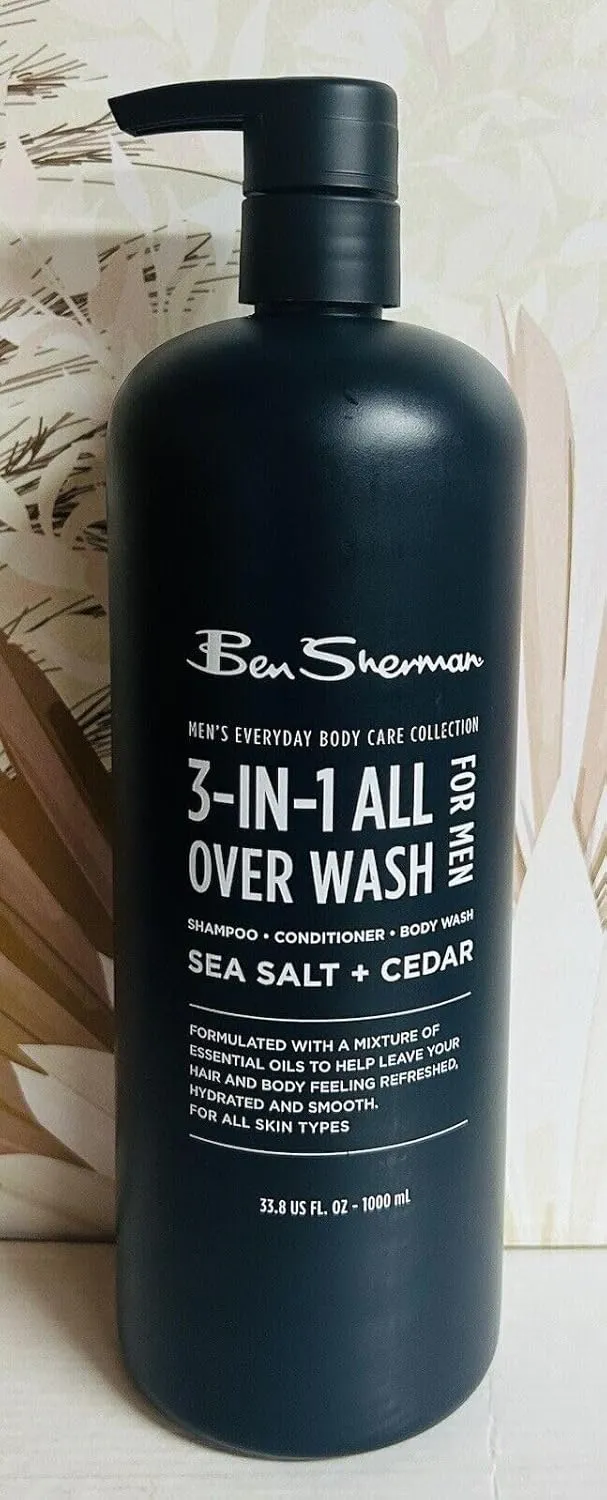 Ben Sherman
MEN'S EVERYDAY BODY CARE COLLECTION
3-IN-1 ALL
OVER WASH
FOR MEN
SHAMPOO • CONDITIONER • BODY WASH
SEA SALT + CEDAR
FORMULATED WITH A MIXTURE OF
ESSENTIAL OILS TO HELP LEAVE YOUR
HAIR AND BODY FEELING REFRESHED,
HYDRATED AND SMOOTH.
FOR ALL SKIN TYPES
33.8 US FL. OZ - 1000 mL